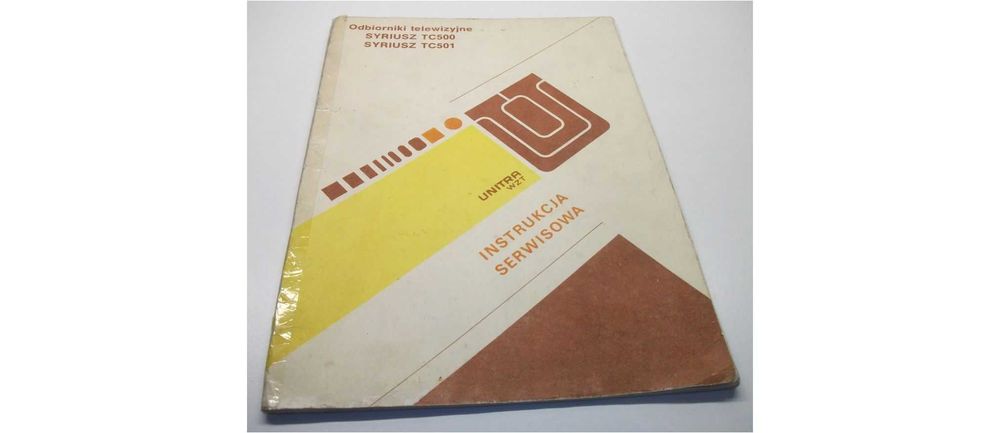 Odbiorniki telewizyjne
SYRIUSZ TC500
SYRIUSZ TC501
UNITRA
WZT
INSTRUKCJA
SERWISOWA